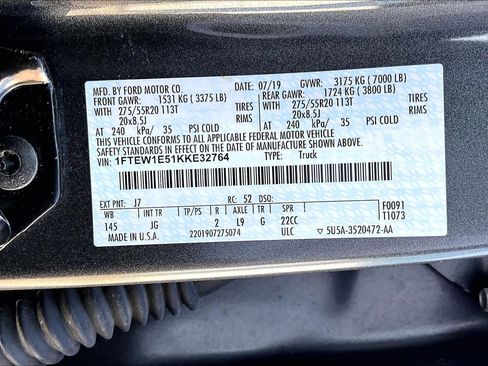 MFD. BY FORD MOTOR CO. DATE: 07/19 GVWR: 3175 KG (7000 LB)
FRONT GAWR: 1531 KG (3375 LB) REAR GAWR: 1724 KG (3800 LB)
WITH 275/55R20 113T TIRES WITH 275/55R20 113T TIRES
20x8.5J RIMS 20x8.5J RIMS
AT 240 kPa/ 35 PSI COLD AT 240 kPa/ 35 PSI COLD
THIS VEHICLE CONFORMS TO ALL APPLICABLE FEDERAL MOTOR VEHICLE
SAFETY STANDARDS IN EFFECT ON THE DATE OF MANUFACTURE SHOWN ABOVE.
VIN: 1FTEW1E51KKE32764 TYPE: Truck
F0091
T1073
EXT PNT: J7 RC: 52 DSO:
WB INT TR TP/PS R AXLE TR SPR
145 JG 2 L9 G 22CC
MADE IN U.S.A. 2201907275074 ULC ▽ 5U5A-3520472-AA